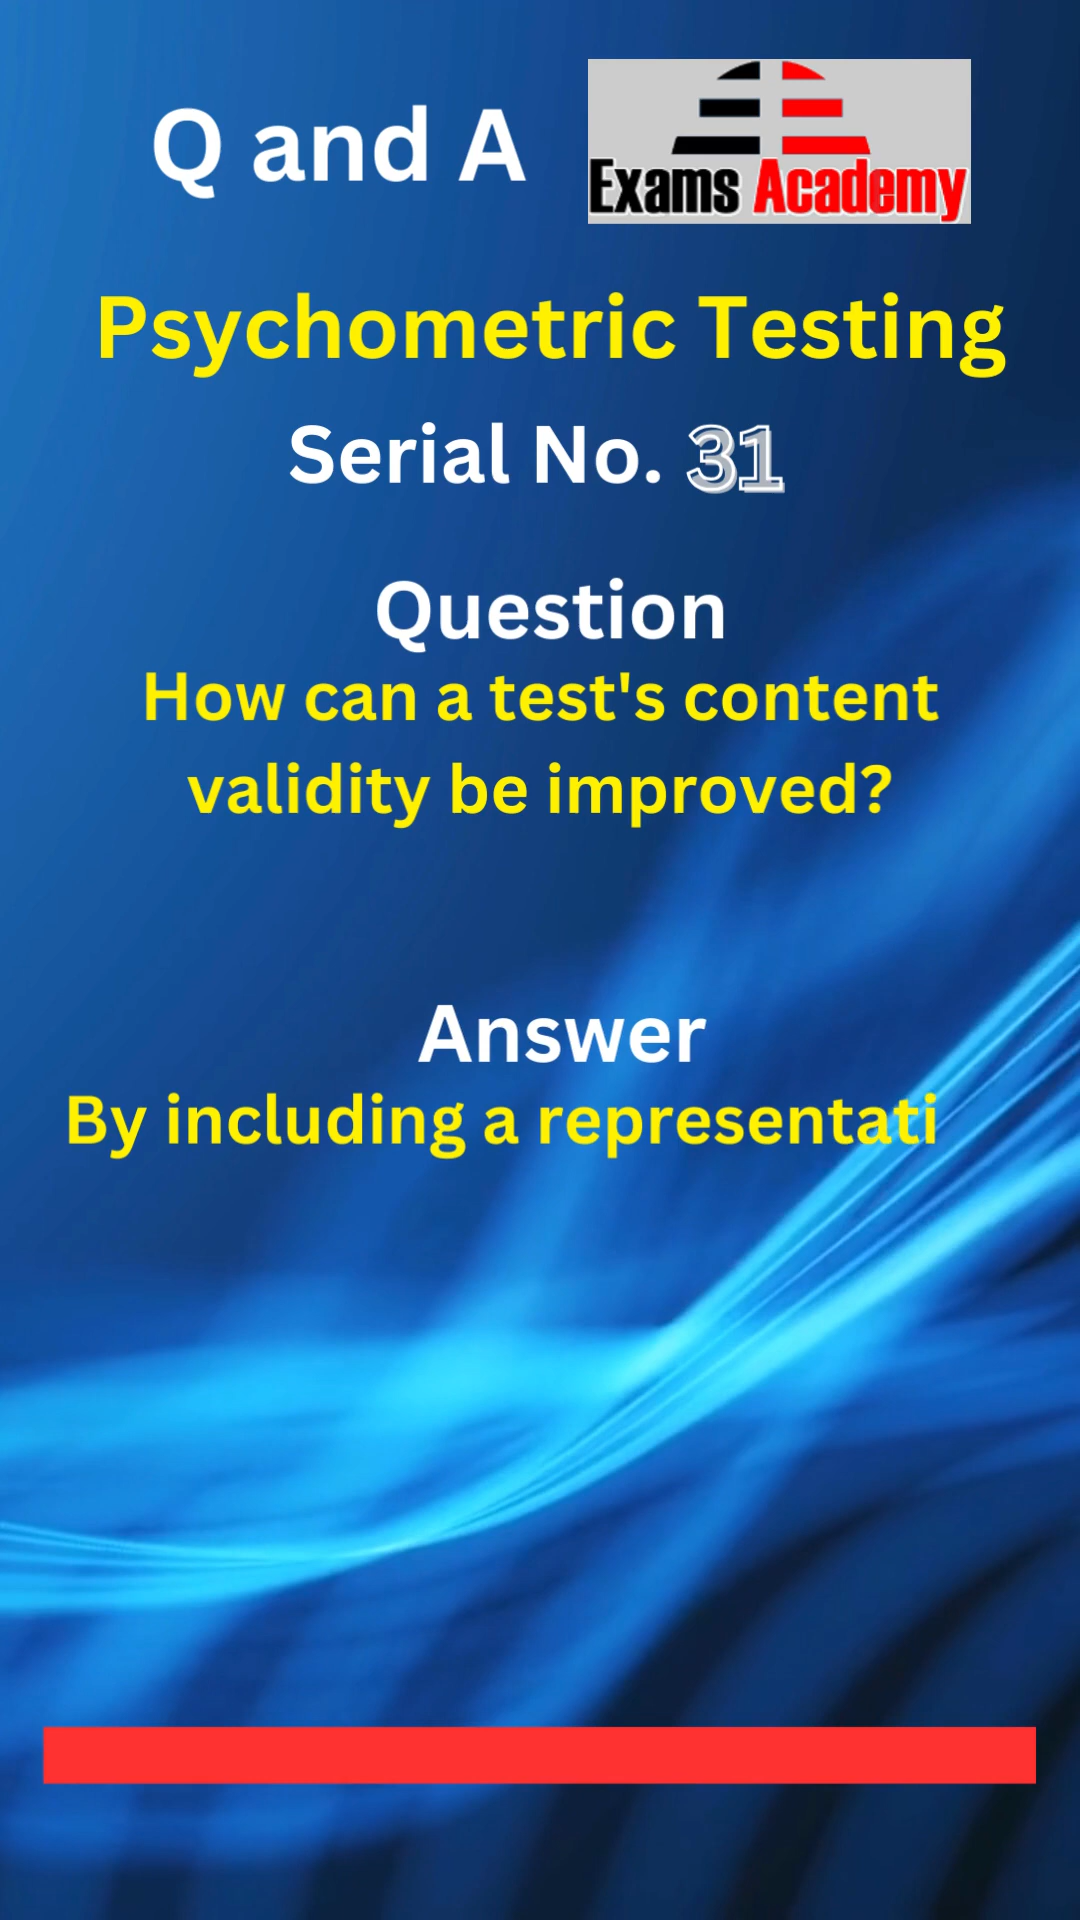 Q and A
Exams Academy
Psychometric Testing
Serial No. 31
Question
How can a test's content
validity be improved?
Answer
By including a representati